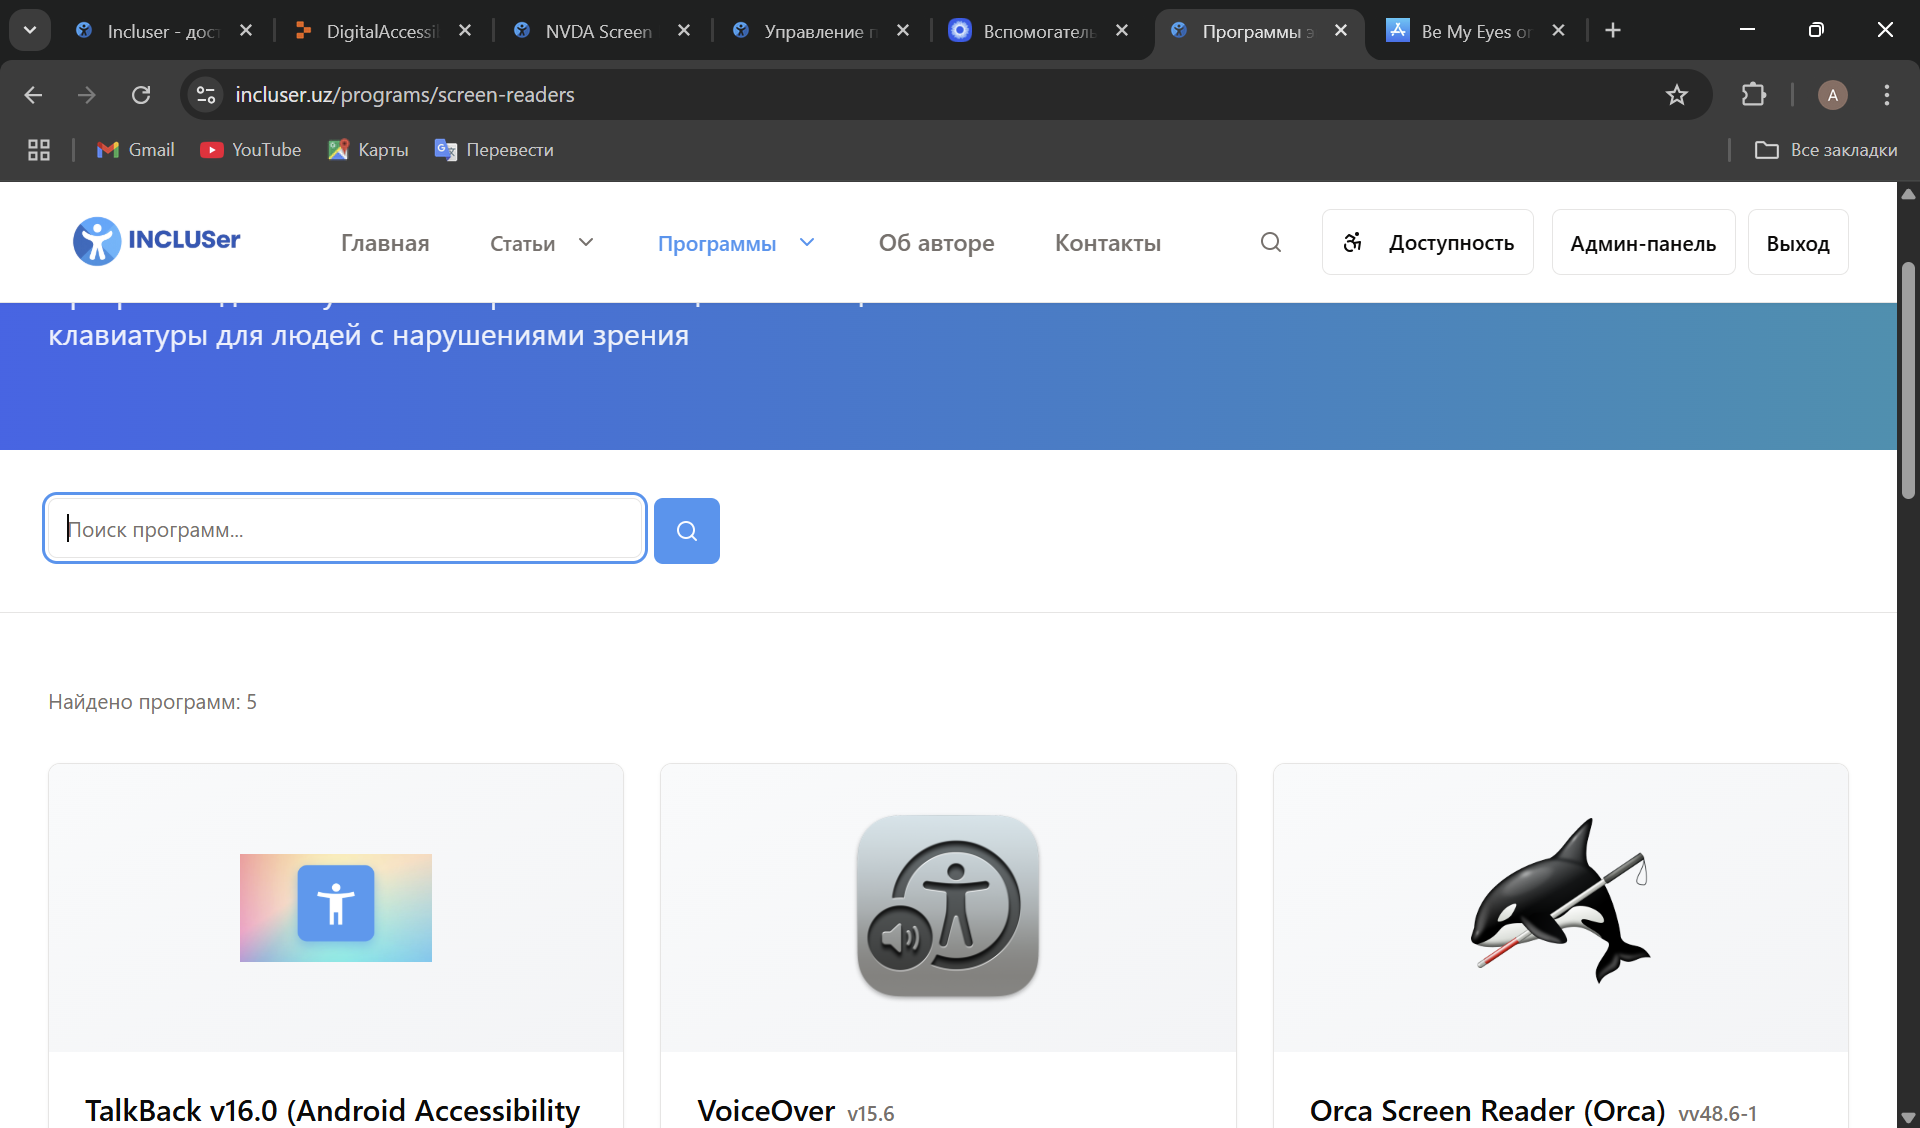 Incluser - дос
DigitalAccessil
NVDA Screen
Управление п
Вспомогатель
Программы э
Be My Eyes or
incluser.uz/programs/screen-readers
A
Gmail
YouTube
Карты
Перевести
Все закладки
INCLUSer
Главная
Статьи
Программы
Об авторе
Контакты
Доступность
Админ-панель
Выход
клавиатуры для людей с нарушениями зрения
Поиск программ...
Найдено программ: 5
TalkBack v16.0 (Android Accessibility
VoiceOver v15.6
Orca Screen Reader (Orca) vv48.6-1